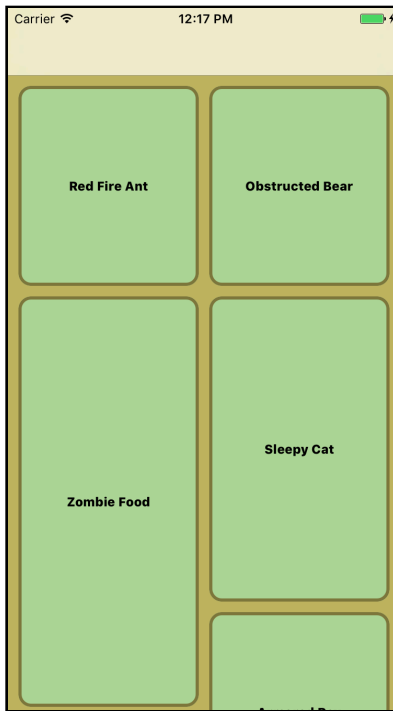 Carrier 12:17 PM
Red Fire Ant
Obstructed Bear
Sleepy Cat
Zombie Food